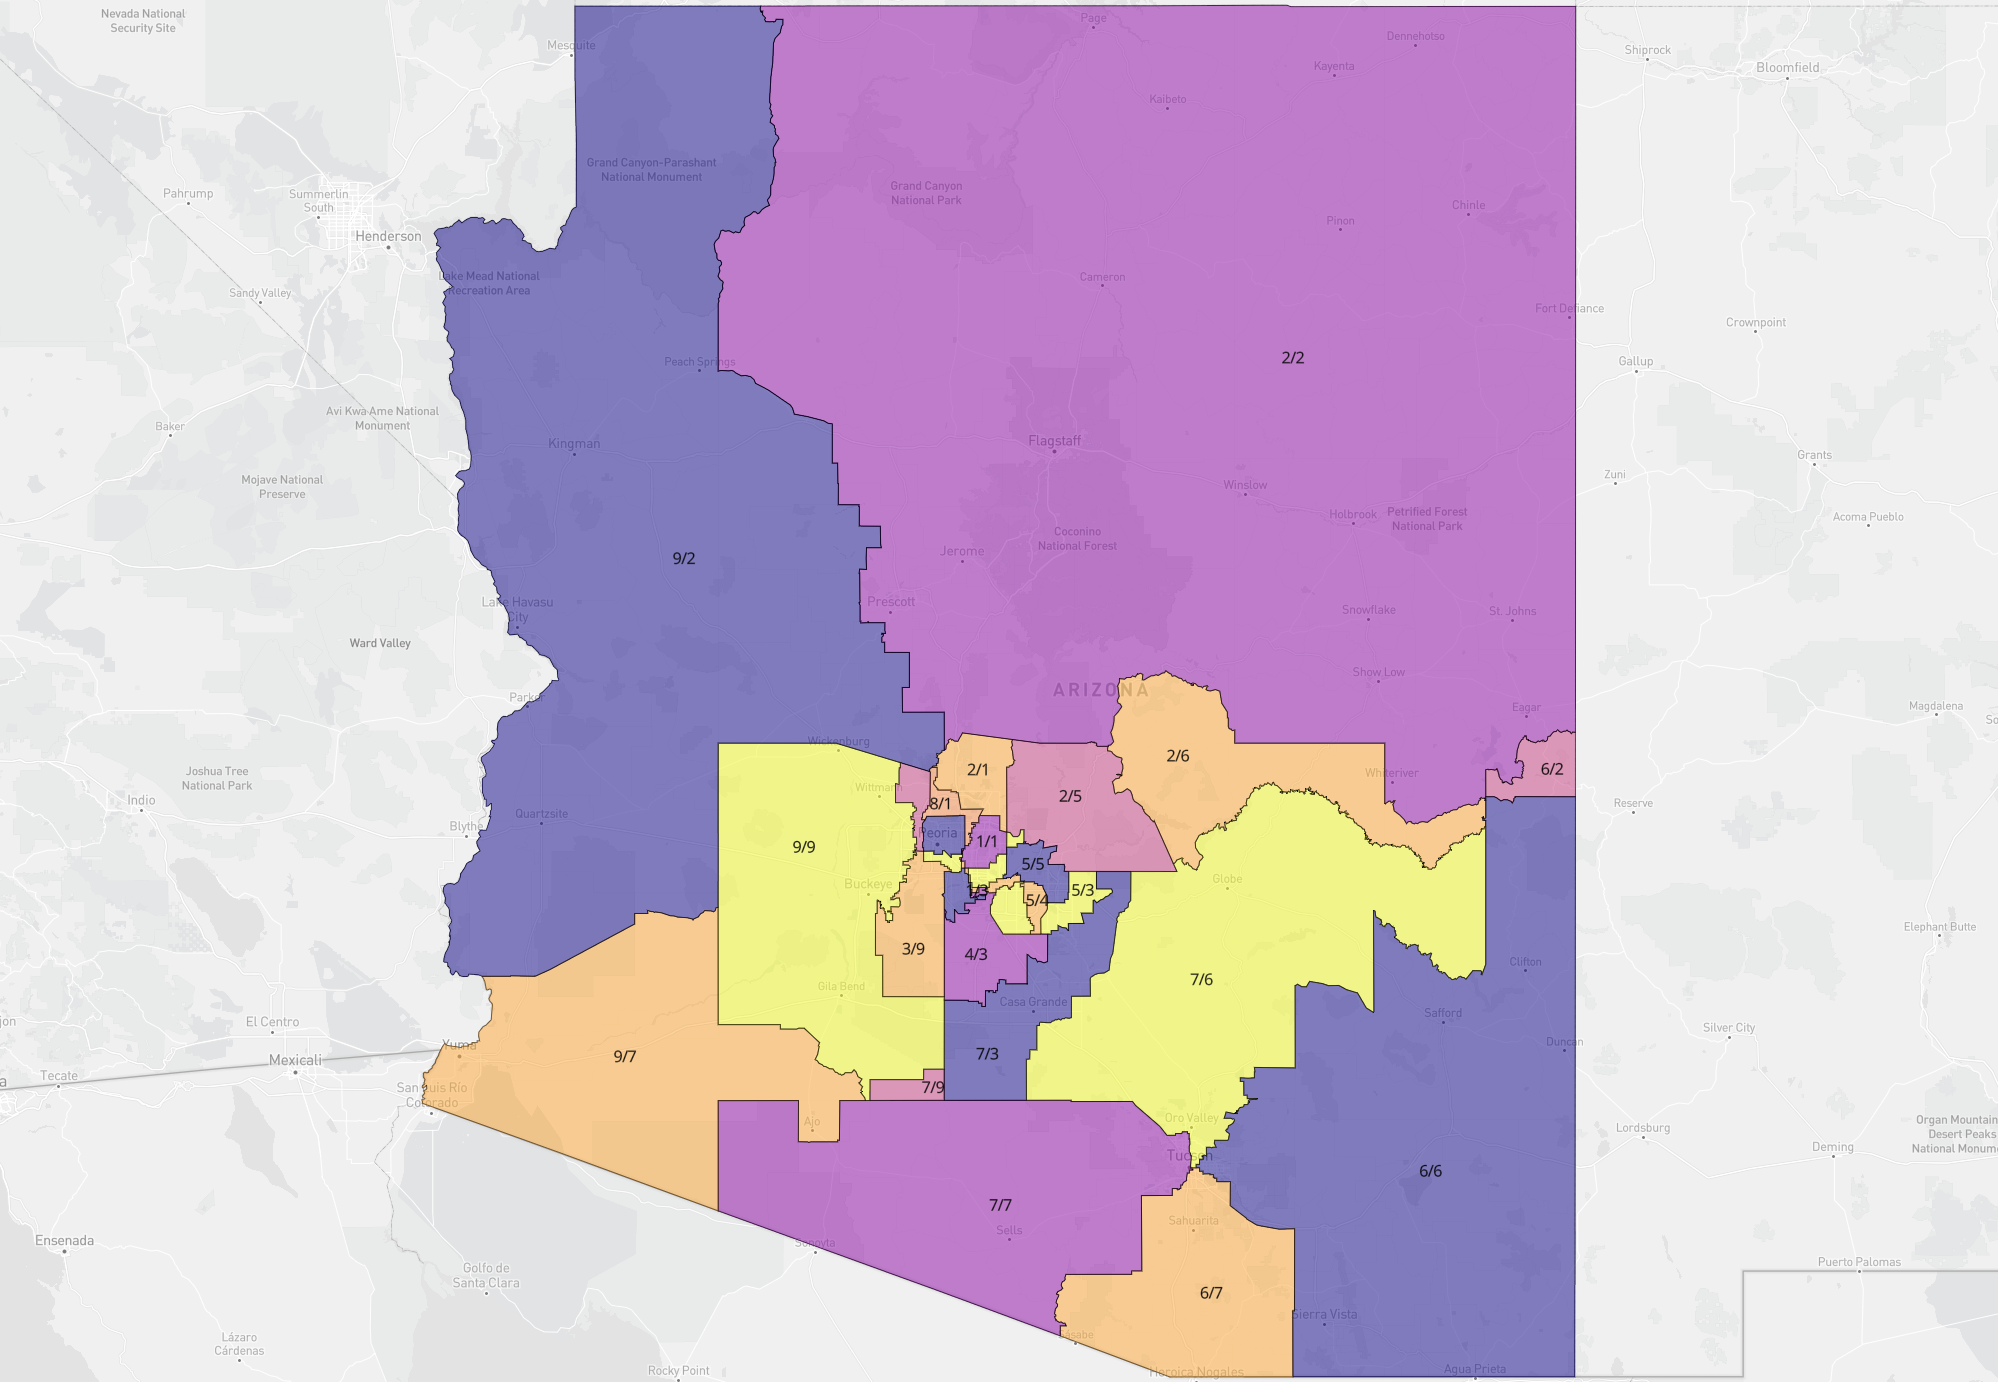 Nevada National
Security Site
Mesquite
Page
Dennehotso
Shiprock
Bloomfield
Kayenta
Kaibeto
Grand Canyon-Parashant
National Monument
Pahrump
Summerlin
South
Grand Canyon
National Park
Chinle
Pinon
Henderson
Lake Mead National
Recreation Area
Cameron
Sandy Valley
Fort Defiance
Crownpoint
Peach Springs
2/2
Gallup
Avi Kwa Ame National
Monument
Baker
Kingman
Flagstaff
Grants
Zuni
Mojave National
Preserve
Winslow
Holbrook
Petrified Forest
National Park
Acoma Pueblo
Coconino
National Forest
Jerome
9/2
Lake Havasu
City
Prescott
Snowflake
St. Johns
Ward Valley
Show Low
ARIZONA
Parker
Eagar
Magdalena
Wickenburg
2/1
2/6
6/2
Joshua Tree
National Park
Whiteriver
Wittmann
Indio
8/1
2/5
Reserve
Quartzsite
Blythe
Peoria
1/1
9/9
5/5
Buckeye
5/3
Globe
5/4
Elephant Butte
3/9
4/3
Clifton
7/6
Gila Bend
Casa Grande
Safford
El Centro
Silver City
Yuma
Duncan
Mexicali
9/7
7/3
Tecate
San Luis Río
Colorado
7/9
Ajo
Oro Valley
Organ Mountain
Desert Peaks
National Monum
Lordsburg
Deming
Tucson
6/6
7/7
Sahuarita
Sells
Ensenada
Sonoyta
Puerto Palomas
Golfo de
Santa Clara
6/7
Sierra Vista
Lázaro
Cárdenas
Sásabe
Rocky Point
Heroica Nogales
Agua Prieta